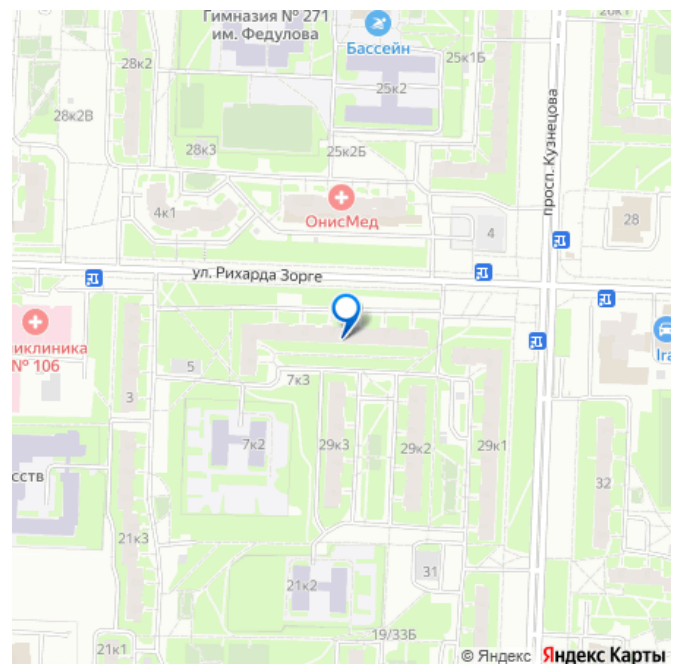 Гимназия № 271
им. Федулова
Бассейн
28к2
25к1Б
25к2
28к2В
28к3
25к2Б
просп. Кузнецова
4к1
ОнисМед
4
28
ул. Рихарда Зорге
иклиника
№ 106
Ira
5
7к3
3
7к2
29к3
29к2
29к1
сств
32
21к3
31
21к2
19/33Б
21к1
© Яндекс Яндекс Карты